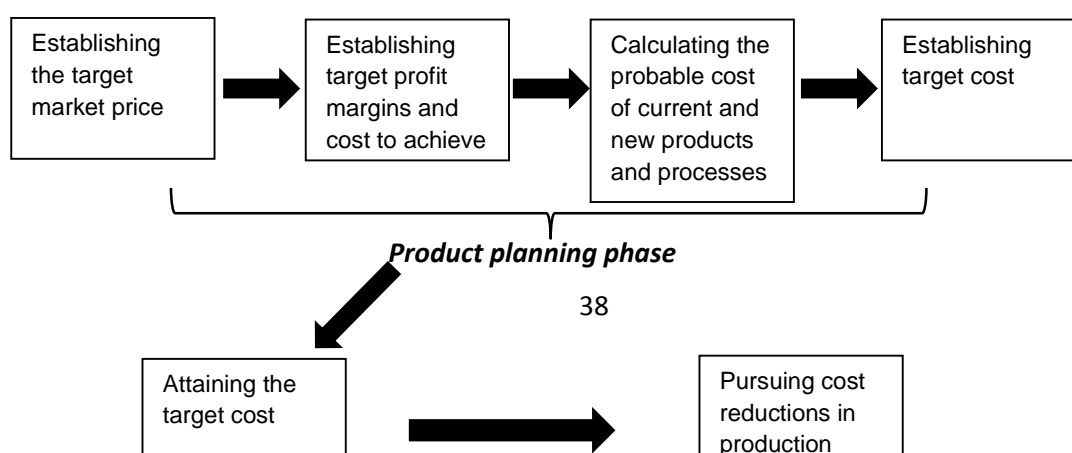 Establishing
the target
market price
Establishing
target profit
margins and
cost to achieve
Calculating the
probable cost
of current and
new products
and processes
Establishing
target cost
Product planning phase
38
Attaining the
target cost
Pursuing cost
reductions in
production